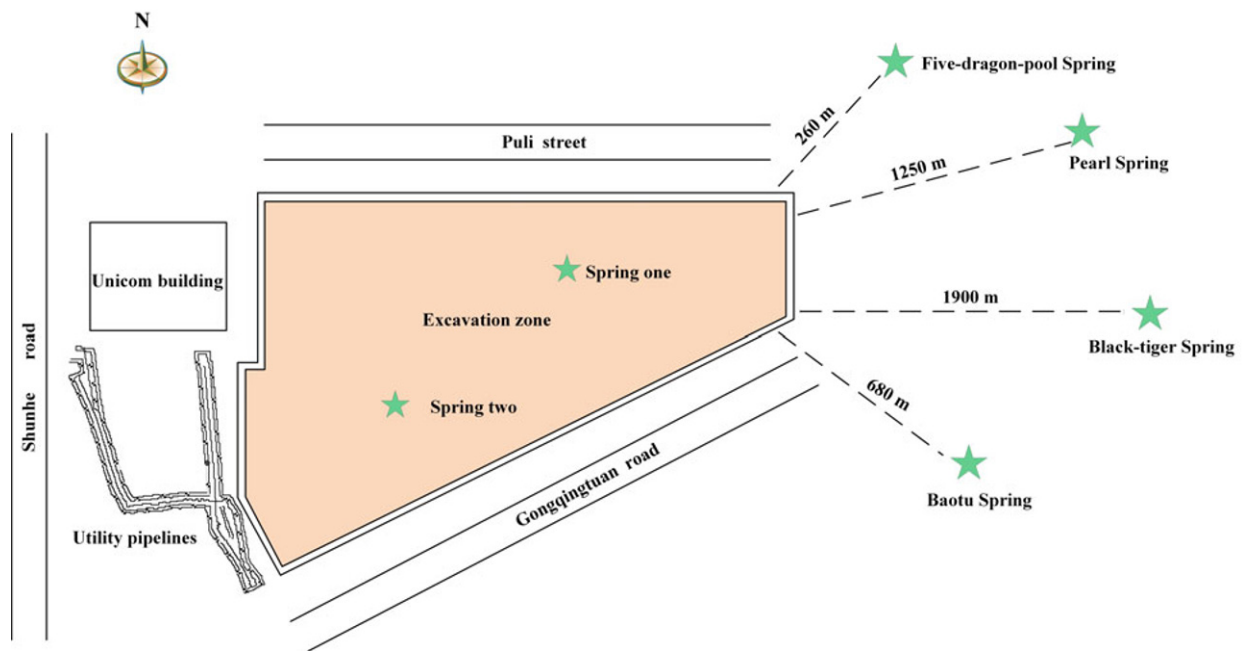 N
Five-dragon-pool Spring
260 m
Puli street
1250 m
Pearl Spring
Unicom building
Spring one
Excavation zone
1900 m
Black-tiger Spring
Shunhe road
Spring two
680 m
Baotu Spring
Gongqingtuan road
Utility pipelines